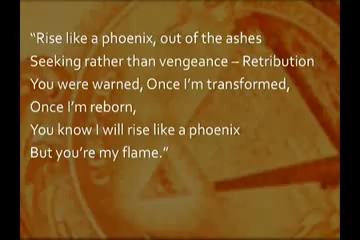 “Rise like a phoenix, out of the ashes
Seeking rather than vengeance – Retribution
You were warned, Once I’m transformed,
Once I’m reborn,
You know I will rise like a phoenix
But you’re my flame.”